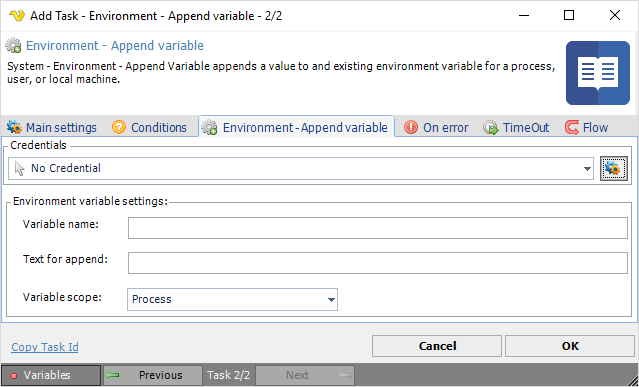 Add Task - Environment - Append variable - 2/2
Environment - Append variable
System - Environment - Append Variable appends a value to and existing environment variable for a process,
user, or local machine.
Main settings Conditions Environment - Append variable On error TimeOut Flow
Credentials
No Credential
Environment variable settings:
Variable name:
Text for append:
Variable scope: Process
Copy Task Id Cancel OK
Variables Previous Task 2/2 Next